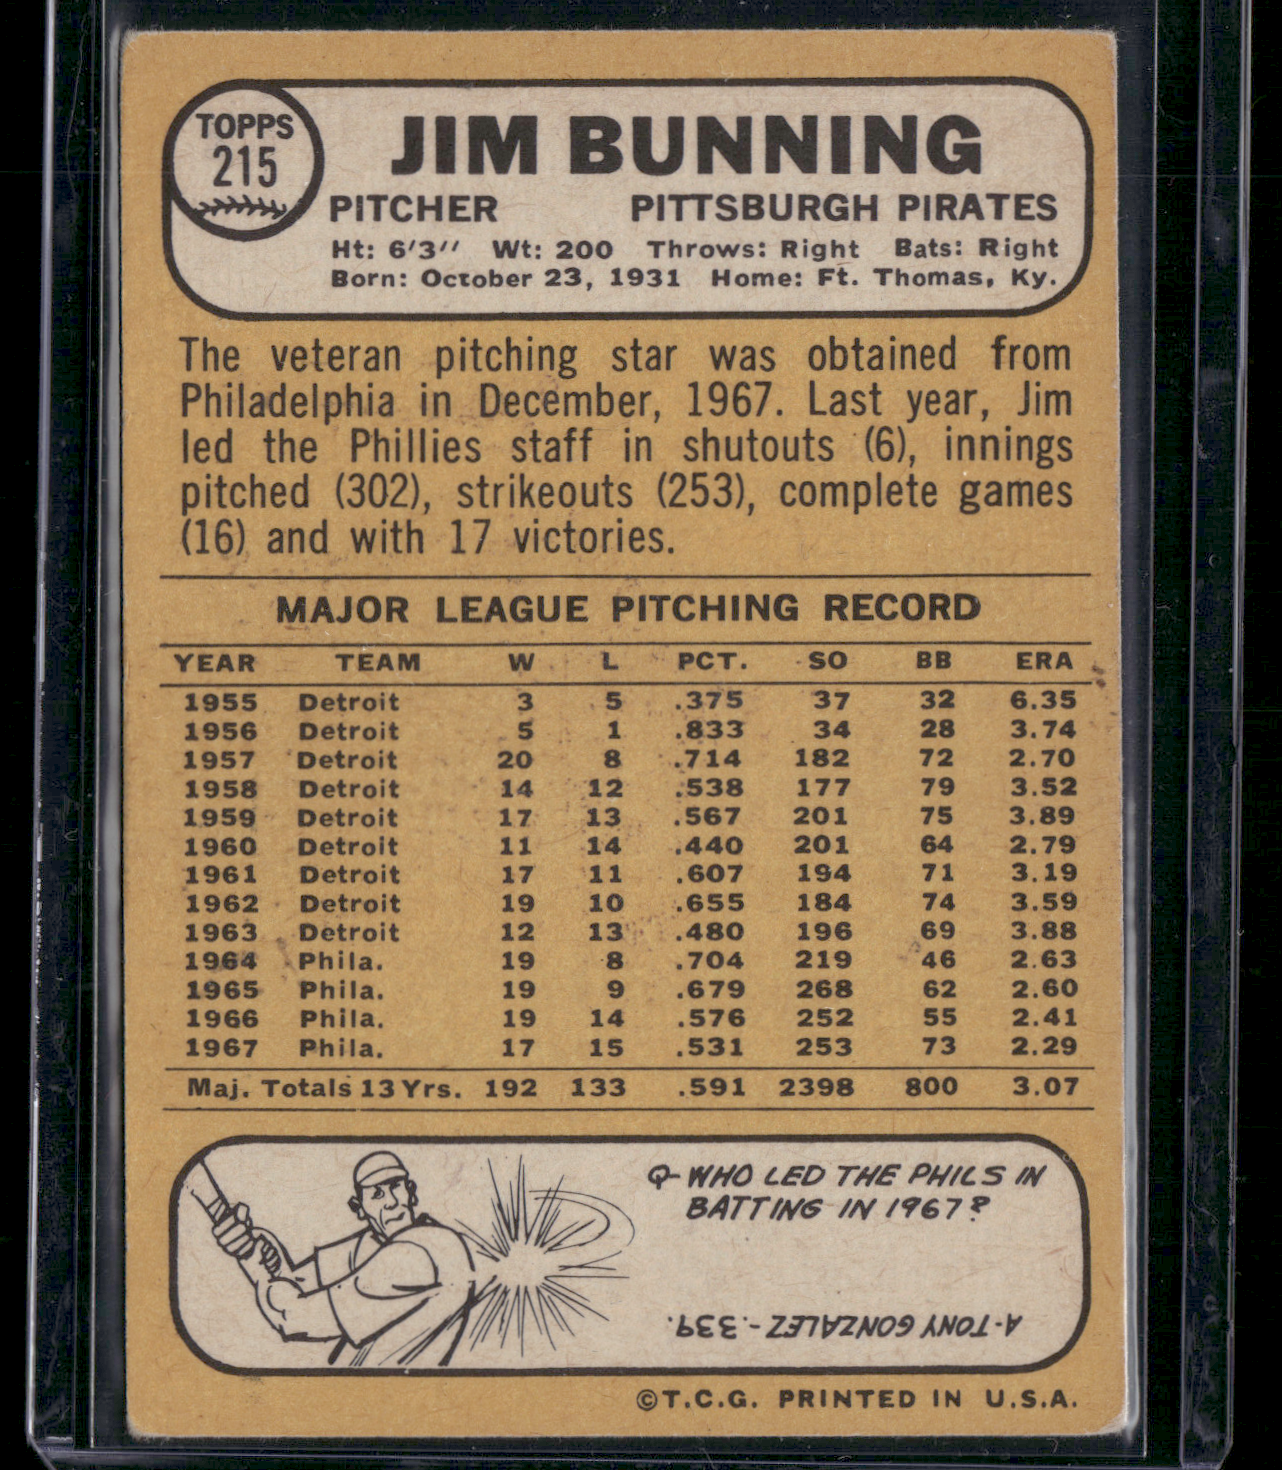 TOPPS
215
JIM BUNNING
PITCHER PITTSBURGH PIRATES
Ht: 6'3'' Wt: 200 Throws: Right Bats: Right
Born: October 23, 1931 Home: Ft. Thomas, Ky.
The veteran pitching star was obtained from
Philadelphia in December, 1967. Last year, Jim
led the Phillies staff in shutouts (6), innings
pitched (302), strikeouts (253), complete games
(16) and with 17 victories.
MAJOR LEAGUE PITCHING RECORD
YEAR TEAM W L PCT. SO BB ERA
1955 Detroit 3 5 .375 37 32 6.35
1956 Detroit 5 1 .833 34 28 3.74
1957 Detroit 20 8 .714 182 72 2.70
1958 Detroit 14 12 .538 177 79 3.52
1959 Detroit 17 13 .567 201 75 3.89
1960 Detroit 11 14 .440 201 64 2.79
1961 Detroit 17 11 .607 194 71 3.19
1962 Detroit 19 10 .655 184 74 3.59
1963 Detroit 12 13 .480 196 69 3.88
1964 Phila. 19 8 .704 219 46 2.63
1965 Phila. 19 9 .679 268 62 2.60
1966 Phila. 19 14 .576 252 55 2.41
1967 Phila. 17 15 .531 253 73 2.29
Maj. Totals 13 Yrs. 192 133 .591 2398 800 3.07
Q-WHO LED THE PHILS IN
BATTING IN 1967?
A-TONY GONZALEZ-.339.
©T.C.G. PRINTED IN U.S.A.